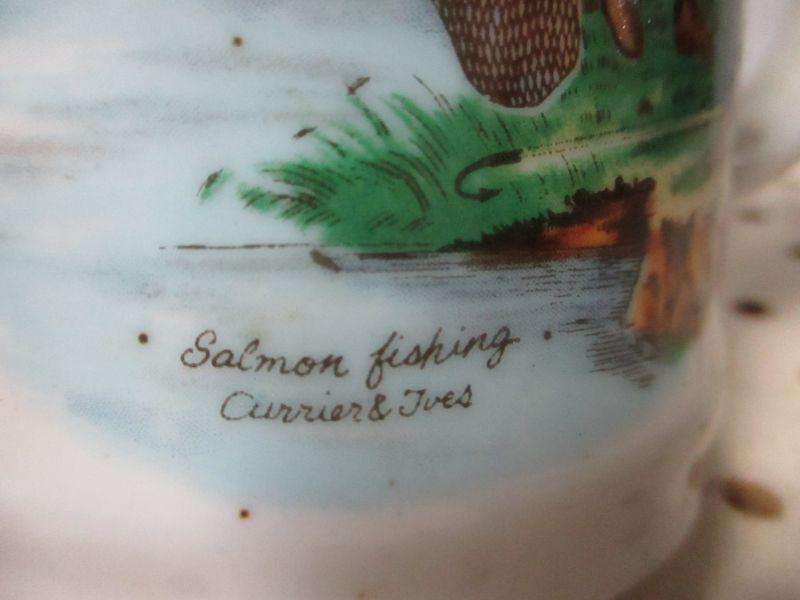 Salmon fishing
Currier & Ives